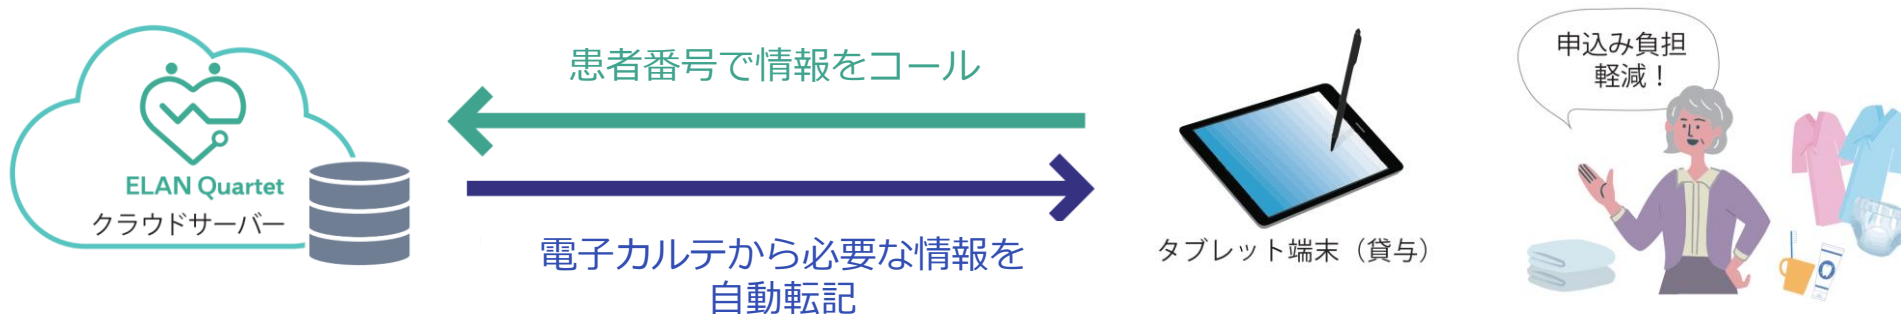 ELAN Quartet
クラウドサーバー
患者番号で情報をコール
電子カルテから必要な情報を
自動転記
タブレット端末（貸与）
申込み負担
軽減！